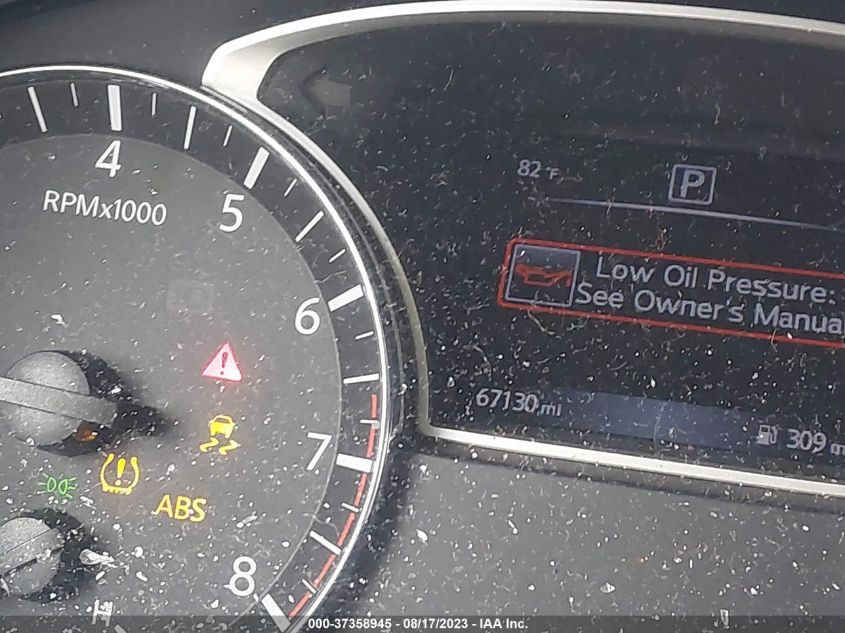 4
RPMx1000
5
6
7
8
H
ABS
82°F
P
Low Oil Pressure:
See Owner's Manua
67130 mi
309 m
000-37358945 - 08/17/2023 - IAA Inc.